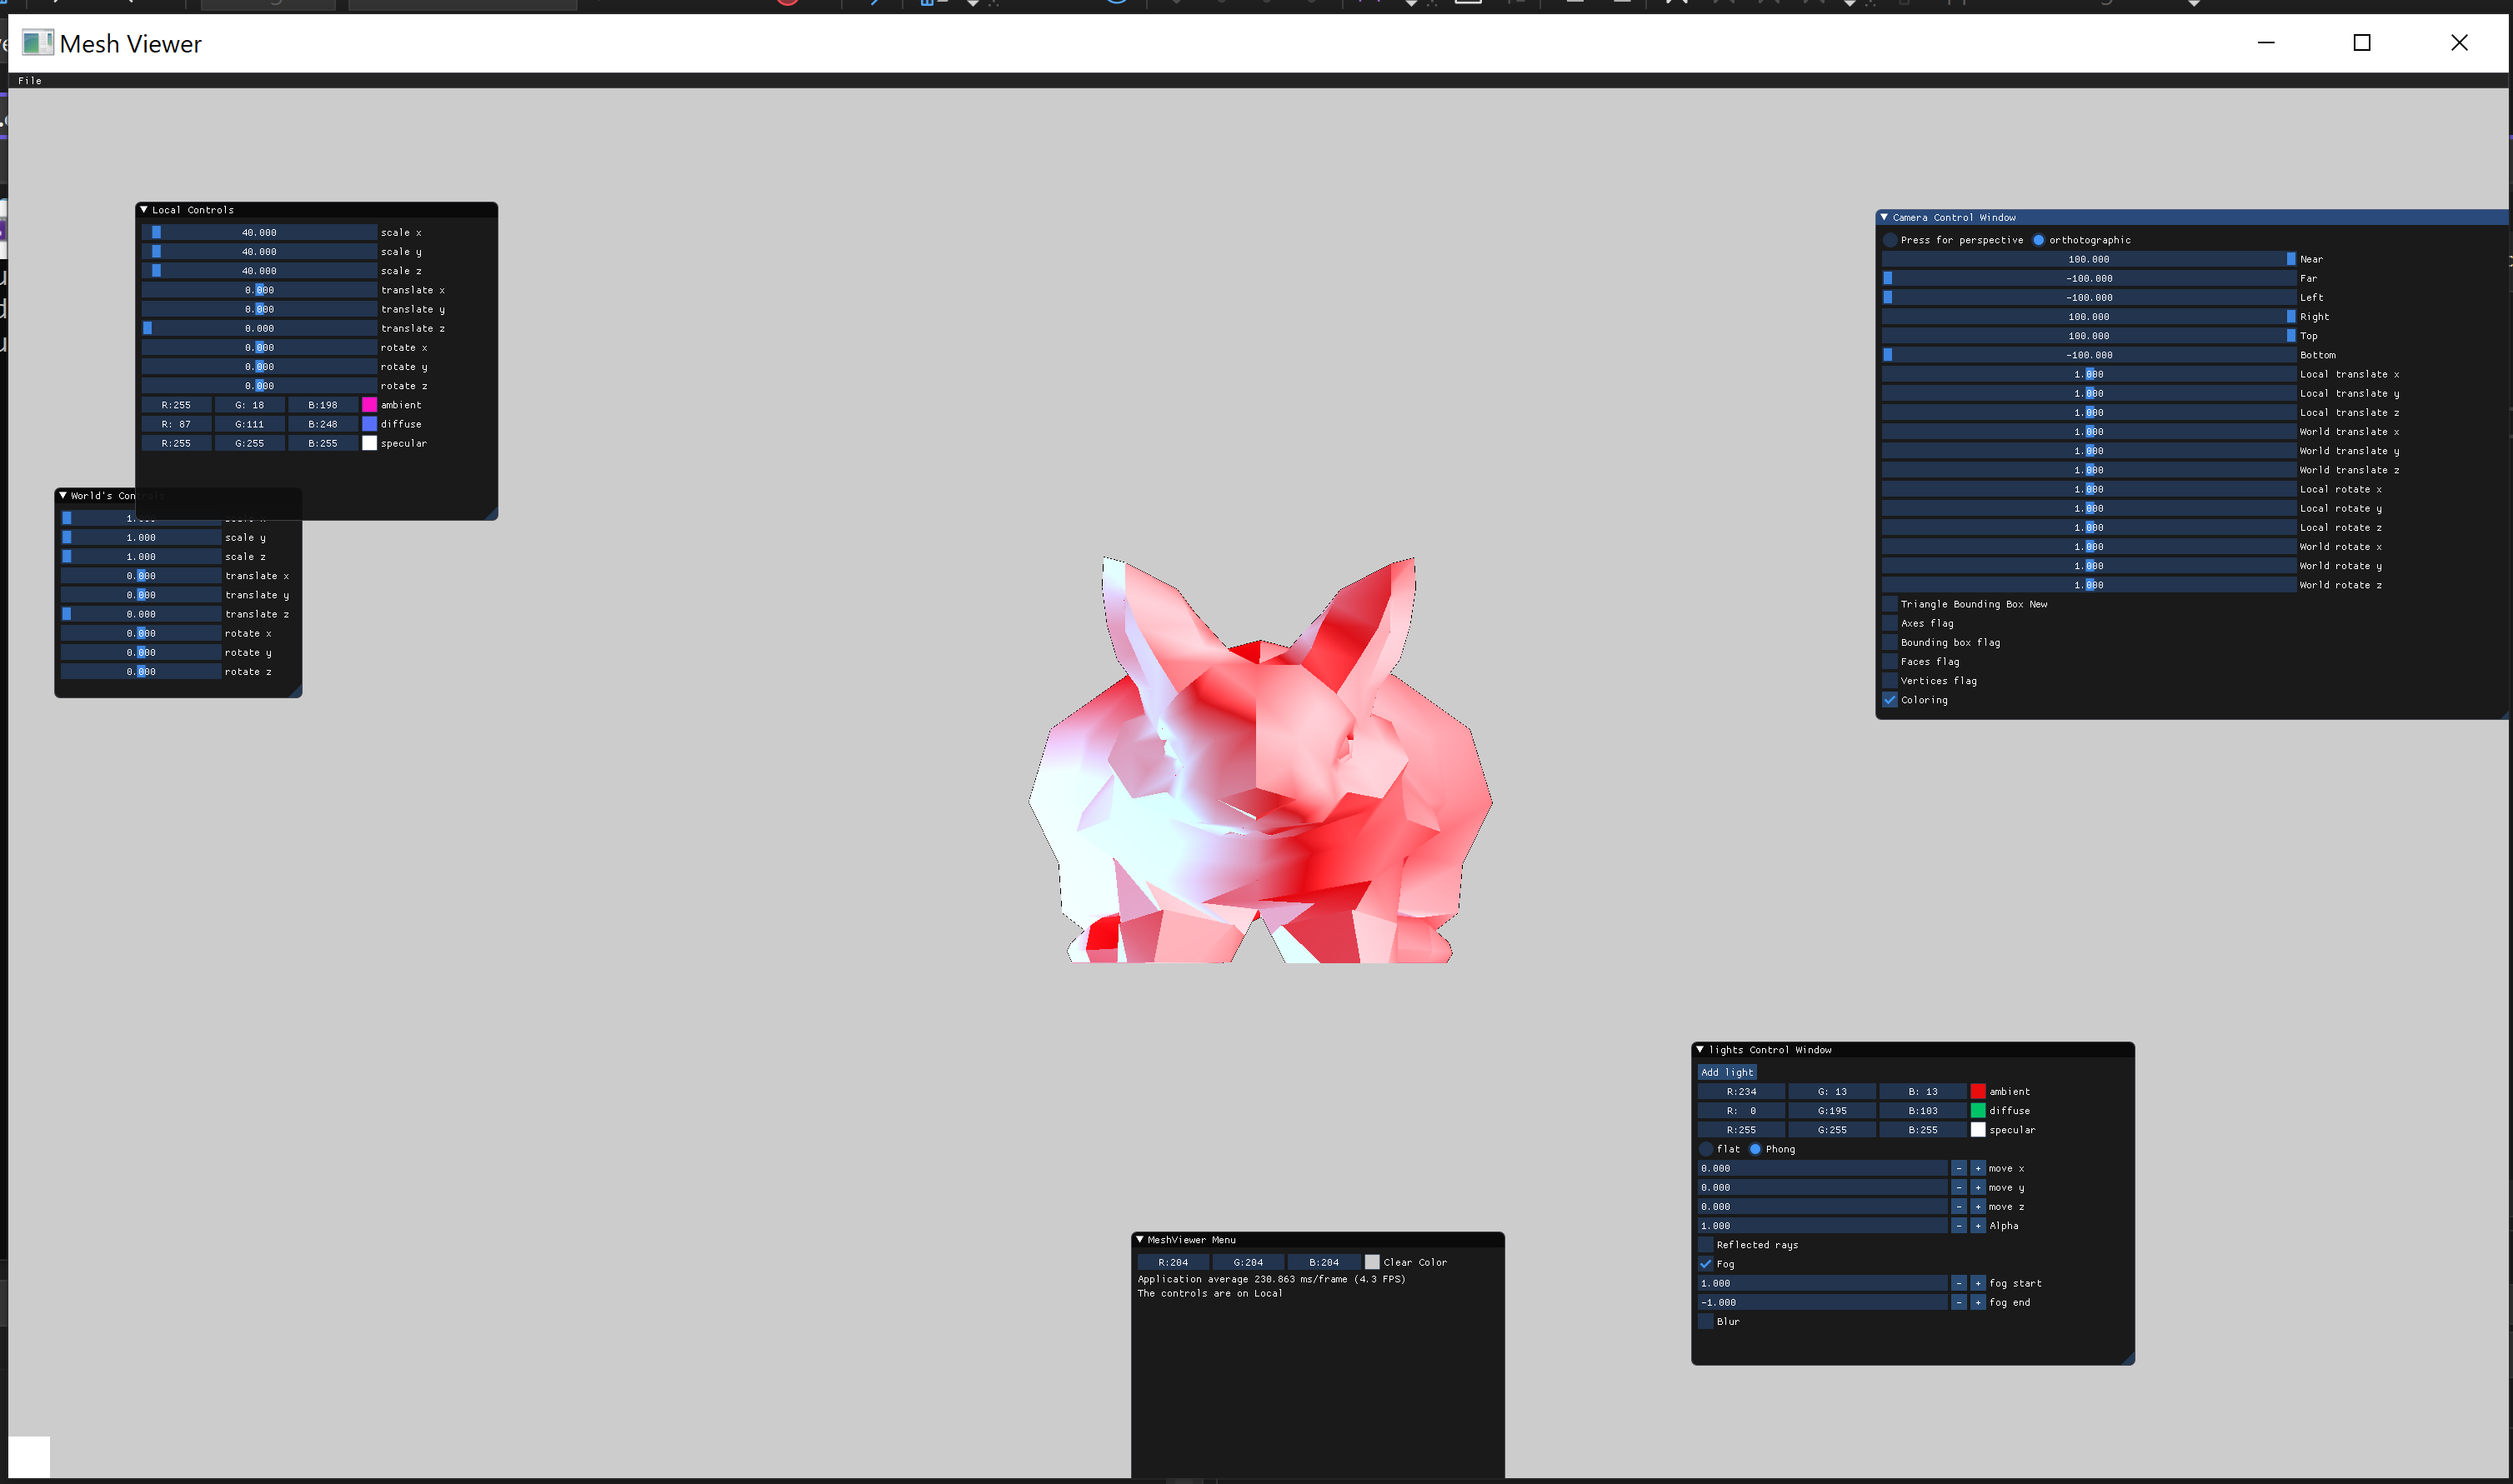 Mesh Viewer
File
Local Controls
40.000 scale x
40.000 scale y
40.000 scale z
0.000 translate x
0.000 translate y
0.000 translate z
0.000 rotate x
0.000 rotate y
0.000 rotate z
R:255 G: 18 B:198 ambient
R: 87 G:111 B:248 diffuse
R:255 G:255 B:255 specular
World's Controls
1.000 scale x
1.000 scale y
1.000 scale z
0.000 translate x
0.000 translate y
0.000 translate z
0.000 rotate x
0.000 rotate y
0.000 rotate z
Camera Control Window
Press for perspective orthotographic
100.000 Near
-100.000 Far
-100.000 Left
100.000 Right
100.000 Top
-100.000 Bottom
1.000 Local translate x
1.000 Local translate y
1.000 Local translate z
1.000 World translate x
1.000 World translate y
1.000 World translate z
1.000 Local rotate x
1.000 Local rotate y
1.000 Local rotate z
1.000 World rotate x
1.000 World rotate y
1.000 World rotate z
Triangle Bounding Box New
Axes flag
Bounding box flag
Faces flag
Vertices flag
Coloring
lights Control Window
Add light
R:234 G: 13 B: 13 ambient
R: 0 G:195 B:103 diffuse
R:255 G:255 B:255 specular
flat Phong
0.000 - + move x
0.000 - + move y
0.000 - + move z
1.000 - + Alpha
Reflected rays
Fog
1.000 - + fog start
-1.000 - + fog end
Blur
MeshViewer Menu
R:204 G:204 B:204 Clear Color
Application average 230.863 ms/frame (4.3 FPS)
The controls are on Local